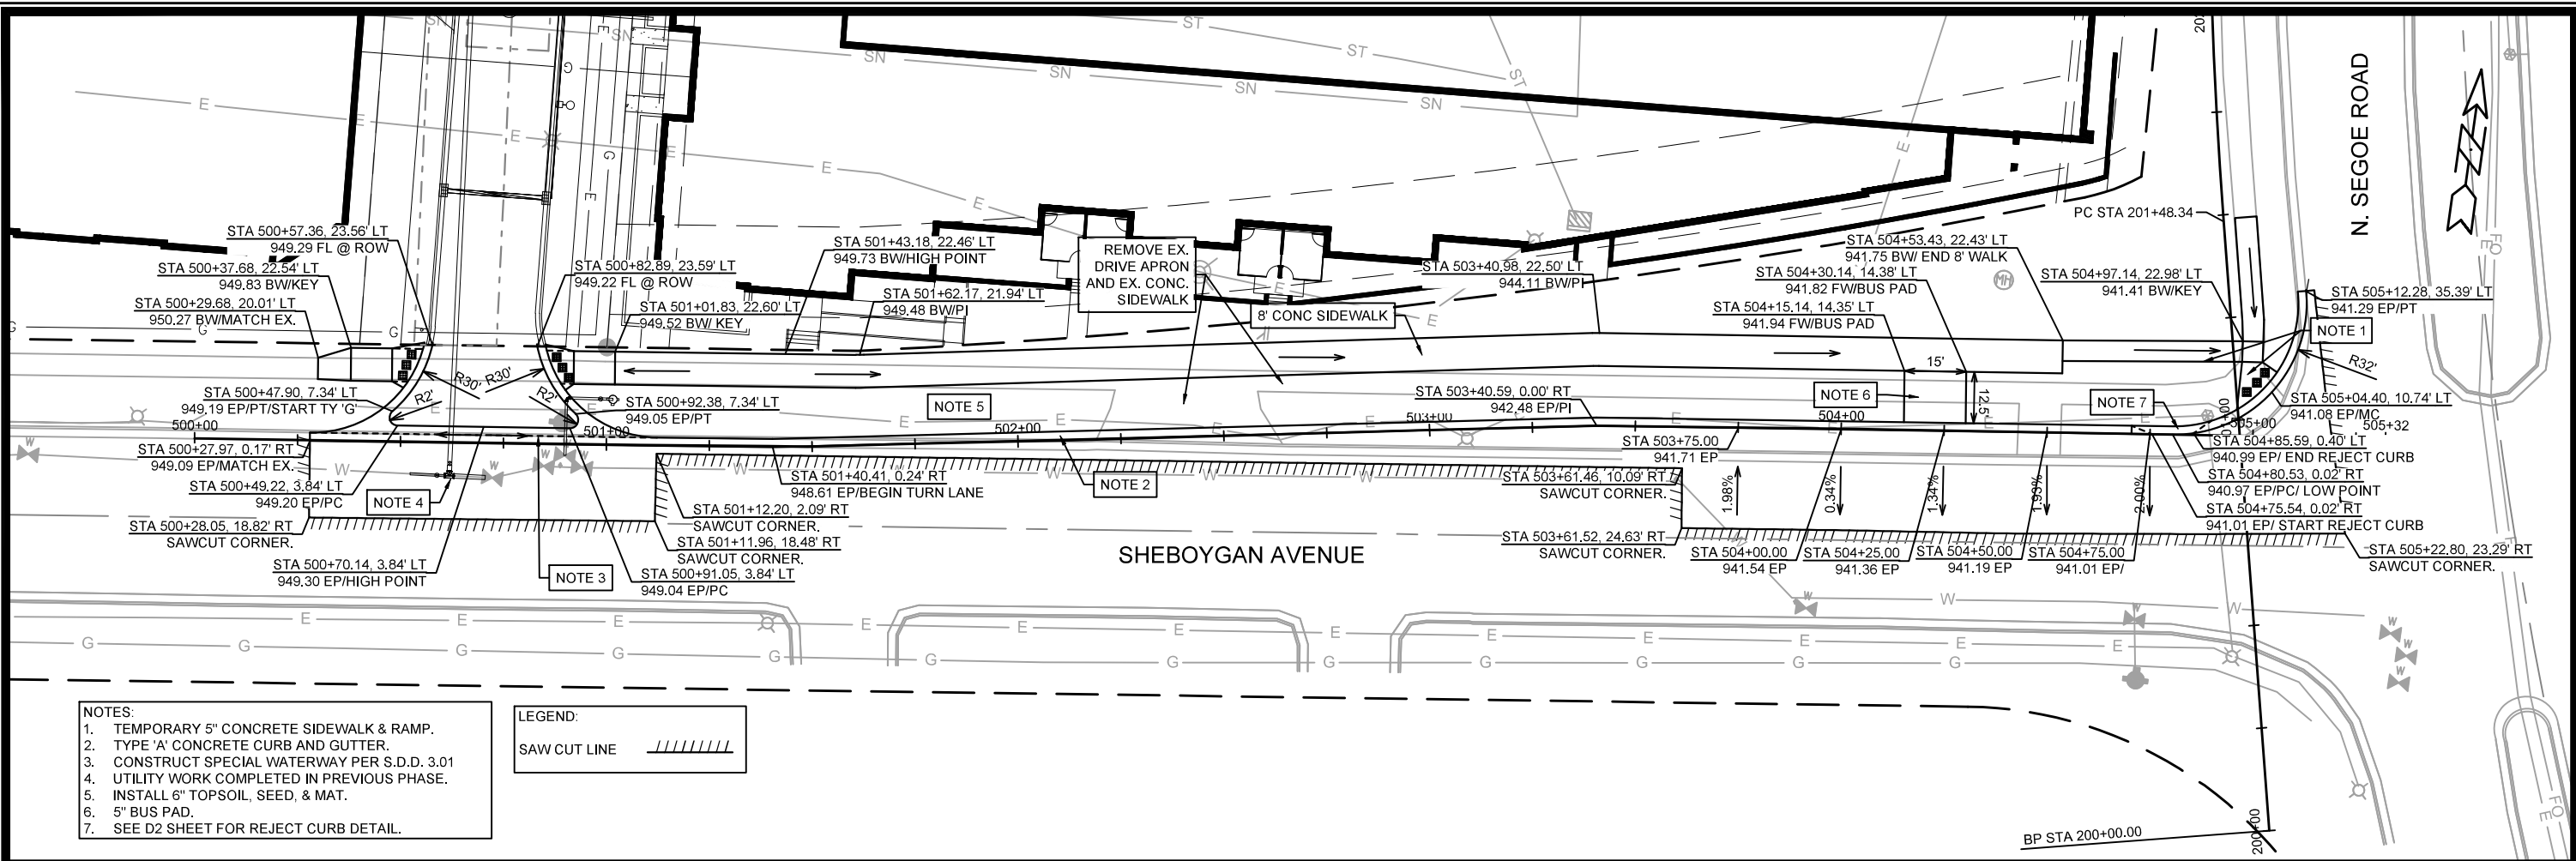 N. SEGOE ROAD
PC STA 201+48.34
STA 500+57.36, 23.56' LT
949.29 FL @ ROW
STA 500+37.68, 22.54' LT
949.83 BW/KEY
STA 500+29.68, 20.01' LT
950.27 BW/MATCH EX.
STA 500+82.89, 23.59' LT
949.22 FL @ ROW
STA 501+01.83, 22.60' LT
949.52 BW/ KEY
STA 501+43.18, 22.46' LT
949.73 BW/HIGH POINT
STA 501+62.17, 21.94' LT
949.48 BW/PI
REMOVE EX.
DRIVE APRON
AND EX. CONC.
SIDEWALK
8' CONC SIDEWALK
STA 503+40.98, 22.50' LT
944.11 BW/PI
STA 504+53.43, 22.43' LT
941.75 BW/ END 8' WALK
STA 504+30.14, 14.38' LT
941.82 FW/BUS PAD
STA 504+15.14, 14.35' LT
941.94 FW/BUS PAD
STA 504+97.14, 22.98' LT
941.41 BW/KEY
STA 505+12.28, 35.39' LT
941.29 EP/PT
NOTE 1
R32'
15'
12.5'
R30'
R30'
R2'
R2'
STA 500+47.90, 7.34' LT
949.19 EP/PT/START TY 'G'
STA 500+92.38, 7.34' LT
949.05 EP/PT
NOTE 5
STA 503+40.59, 0.00' RT
942.48 EP/PI
NOTE 6
NOTE 7
STA 505+04.40, 10.74' LT
941.08 EP/MC
500+00
501+00
502+00
503+00
504+00
505+00
505+32
STA 500+27.97, 0.17' RT
949.09 EP/MATCH EX.
STA 500+49.22, 3.84' LT
949.20 EP/PC
NOTE 4
STA 500+28.05, 18.82' RT
SAWCUT CORNER.
STA 500+70.14, 3.84' LT
949.30 EP/HIGH POINT
NOTE 3
STA 500+91.05, 3.84' LT
949.04 EP/PC
STA 501+12.20, 2.09' RT
SAWCUT CORNER.
STA 501+11.96, 18.48' RT
SAWCUT CORNER.
STA 501+40.41, 0.24' RT
948.61 EP/BEGIN TURN LANE
NOTE 2
STA 503+61.46, 10.09' RT
SAWCUT CORNER.
STA 503+61.52, 24.63' RT
SAWCUT CORNER.
STA 503+75.00
941.71 EP
1.98%
0.34%
1.34%
1.93%
2.00%
STA 504+85.59, 0.40' LT
940.99 EP/ END REJECT CURB
STA 504+80.53, 0.02' RT
940.97 EP/PC/ LOW POINT
STA 504+75.54, 0.02' RT
941.01 EP/ START REJECT CURB
STA 504+00.00
941.54 EP
STA 504+25.00
941.36 EP
STA 504+50.00
941.19 EP
STA 504+75.00
941.01 EP/
STA 505+22.80, 23.29' RT
SAWCUT CORNER.
SHEBOYGAN AVENUE
NOTES:
1. TEMPORARY 5" CONCRETE SIDEWALK & RAMP.
2. TYPE 'A' CONCRETE CURB AND GUTTER.
3. CONSTRUCT SPECIAL WATERWAY PER S.D.D. 3.01
4. UTILITY WORK COMPLETED IN PREVIOUS PHASE.
5. INSTALL 6" TOPSOIL, SEED, & MAT.
6. 5" BUS PAD.
7. SEE D2 SHEET FOR REJECT CURB DETAIL.
LEGEND:
SAW CUT LINE
BP STA 200+00.00
200+00